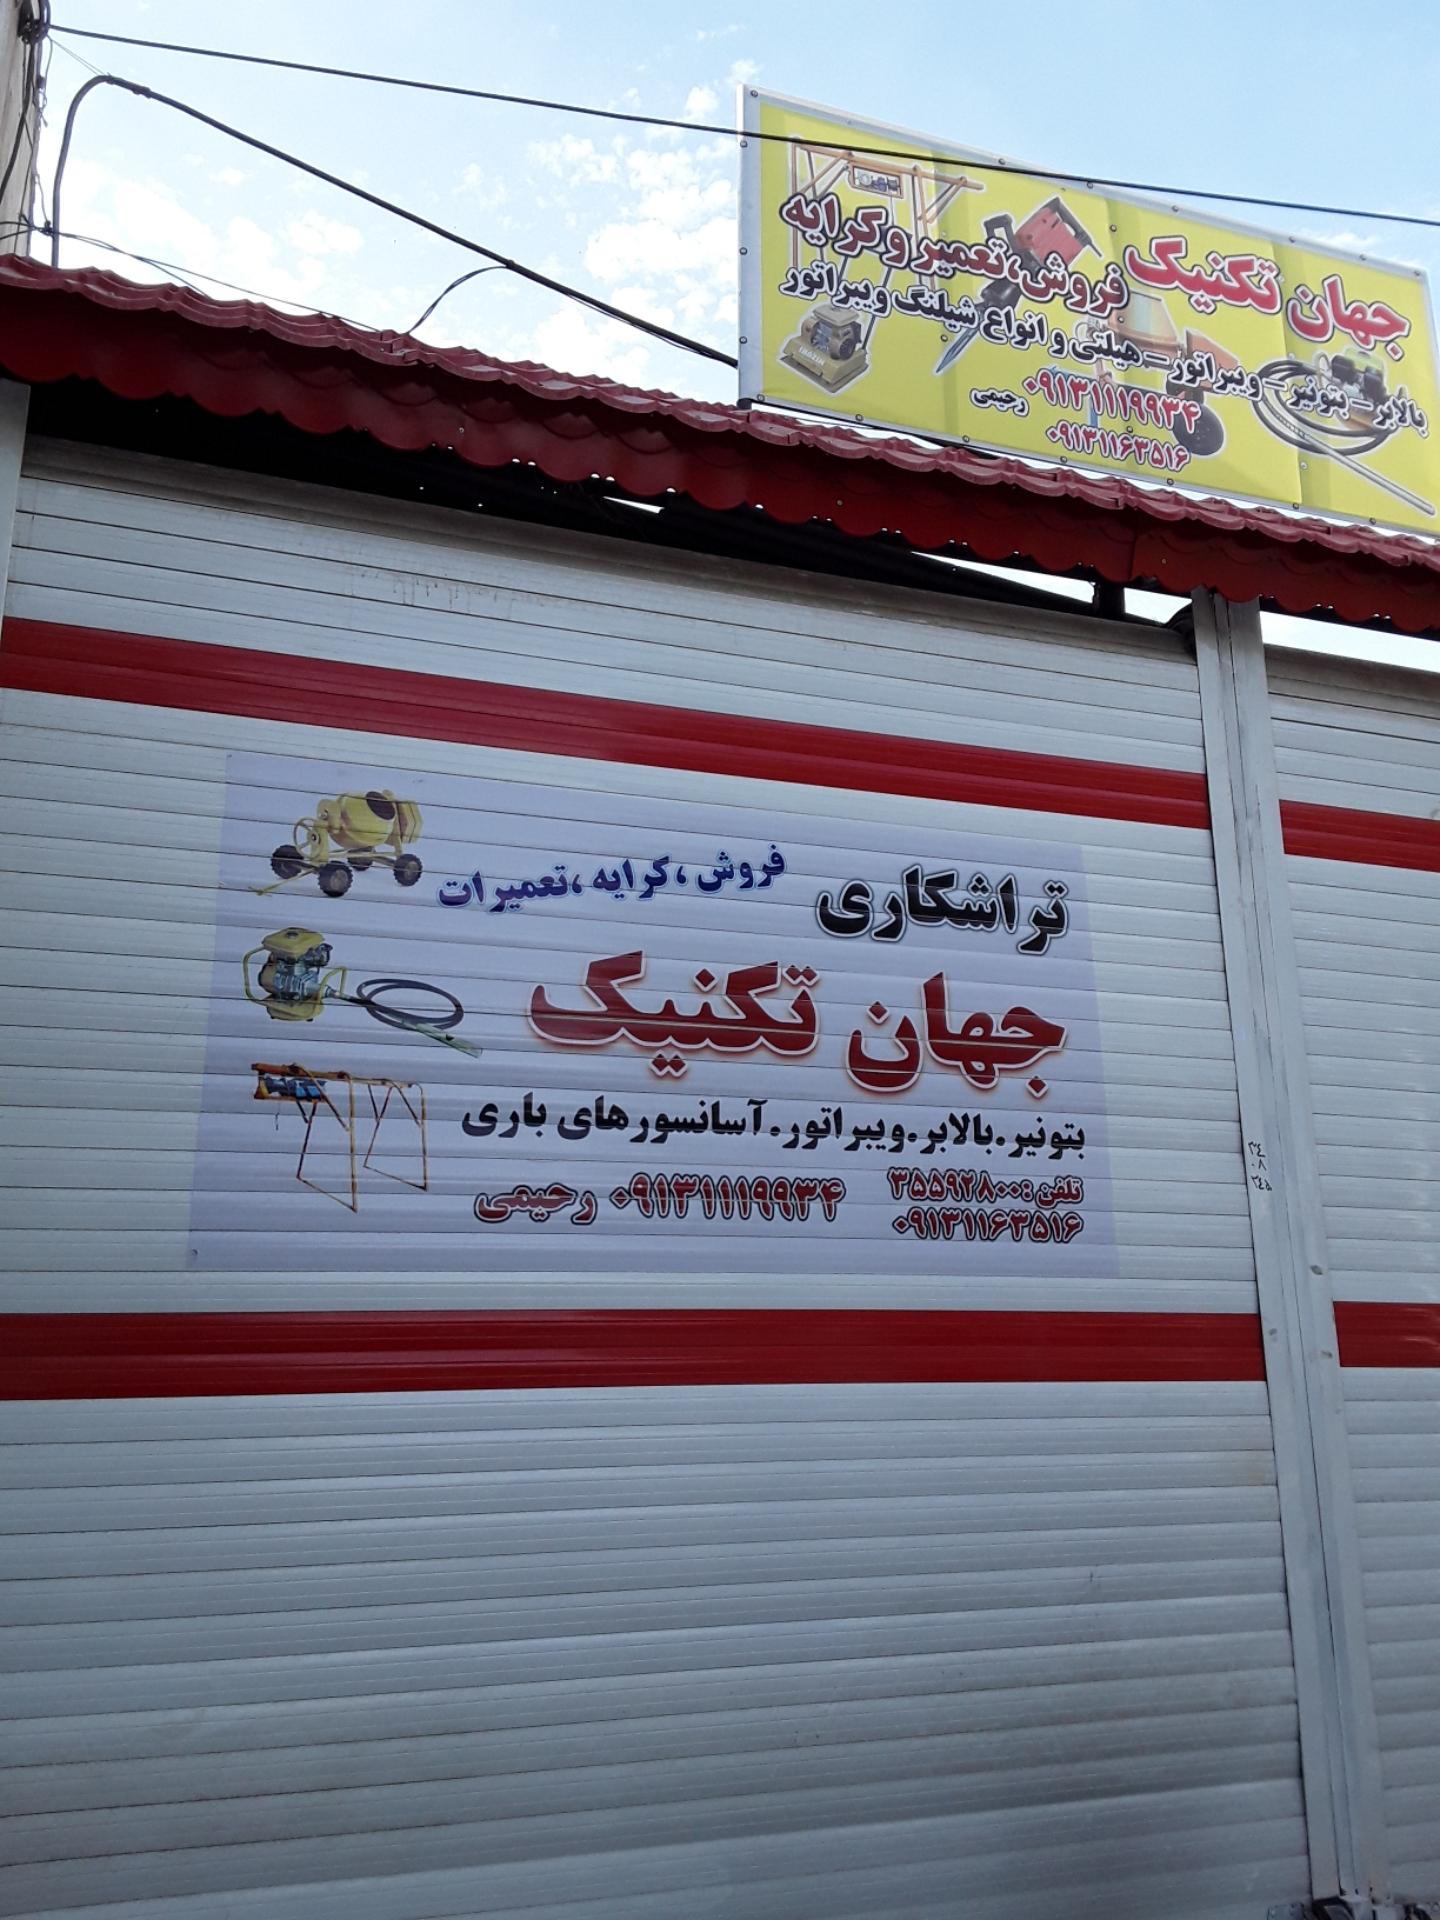 جهان تکنیک فروش، تعمیر و کرایه
بالابر - بتونیر - ویبراتور - هیلتی و انواع شیلنگ ویبراتور
۰۹۱۳۱۱۱۹۹۳۴ رحیمی
۰۹۱۳۱۱۶۳۵۱۶
تراشکاری فروش ، کرایه ، تعمیرات
جهان تکنیک
بتونیر . بالابر . ویبراتور . آسانسورهای باری
تلفن : ۳۵۵۹۲۸۰۰ ۰۹۱۳۱۱۱۹۹۳۴ رحیمی
۰۹۱۳۱۱۶۳۵۱۶